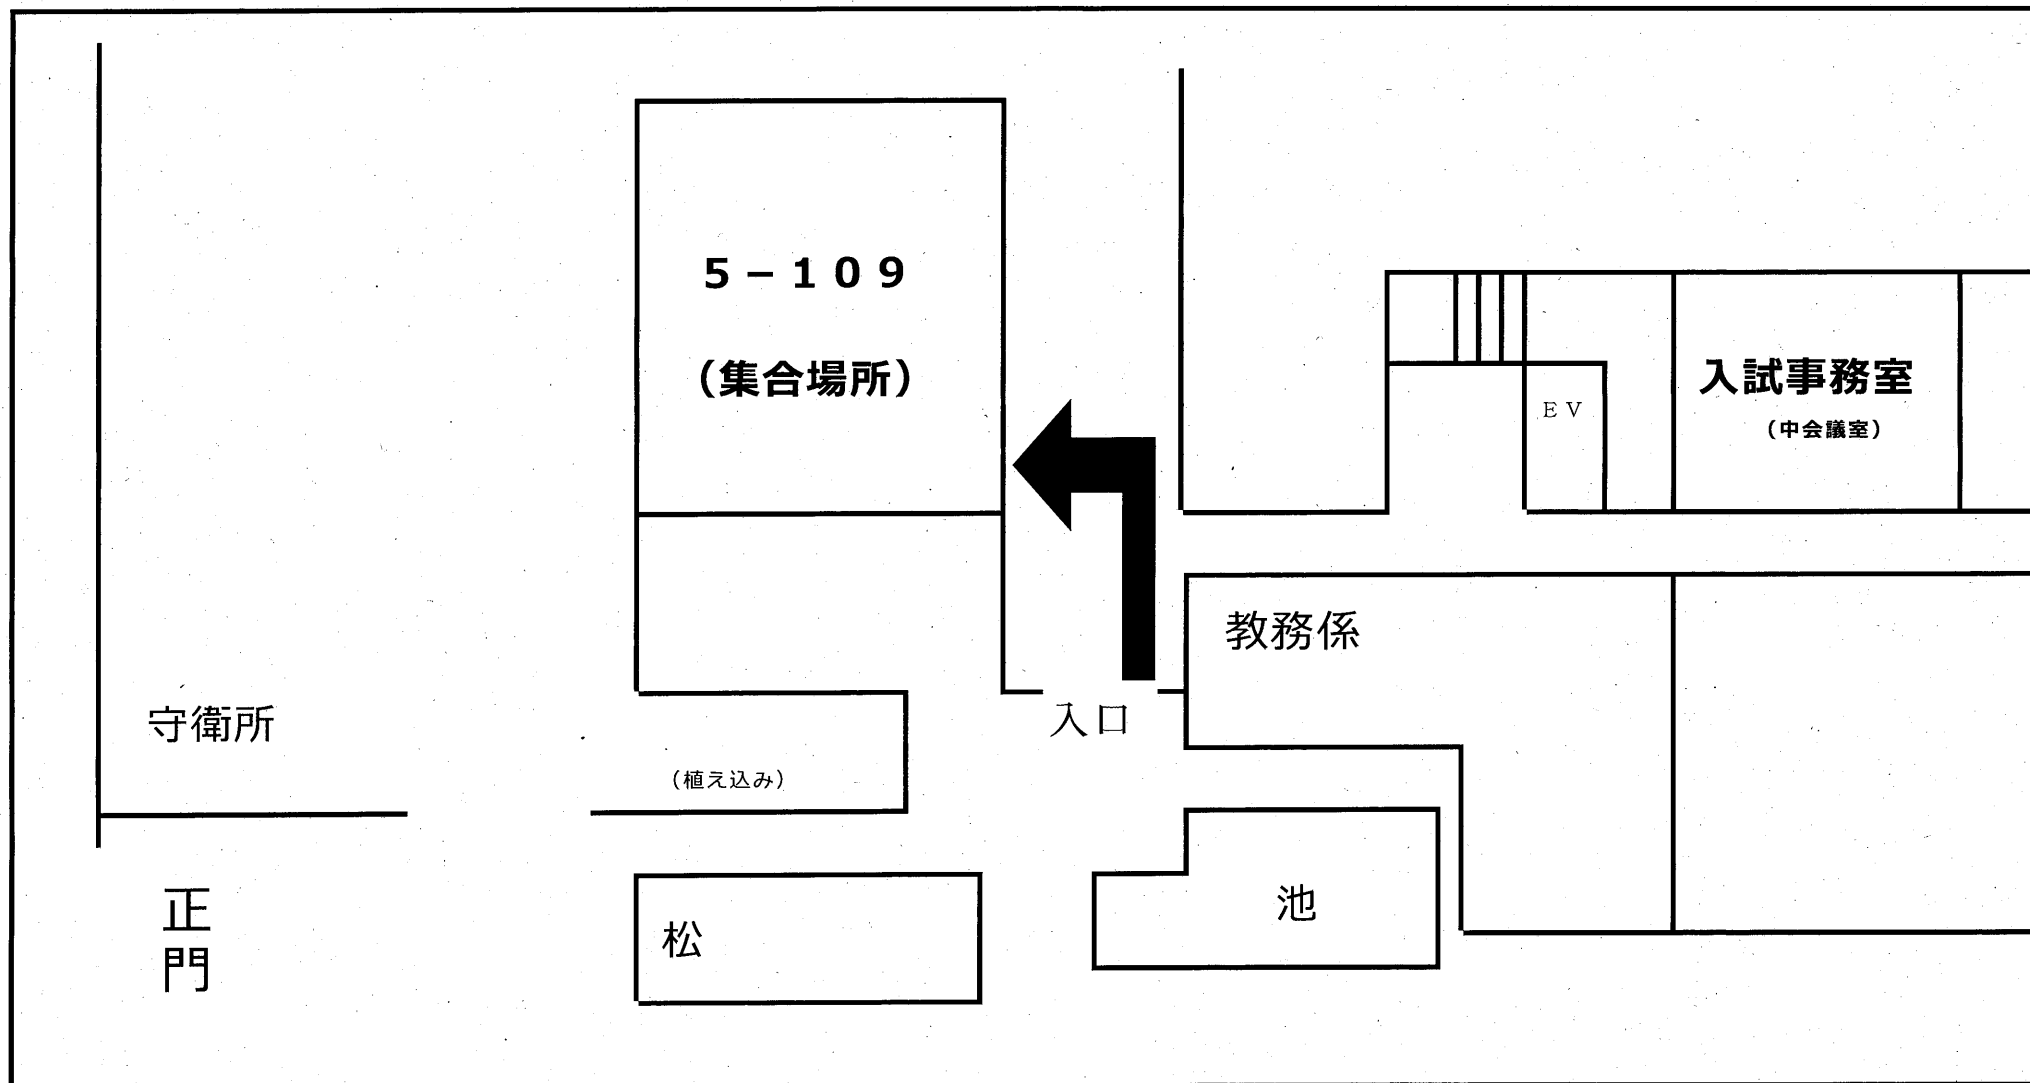 ５－１０９
（集合場所）
入試事務室
（中会議室）
ＥＶ
教務係
守衛所
入口
（植え込み）
正門
松
池